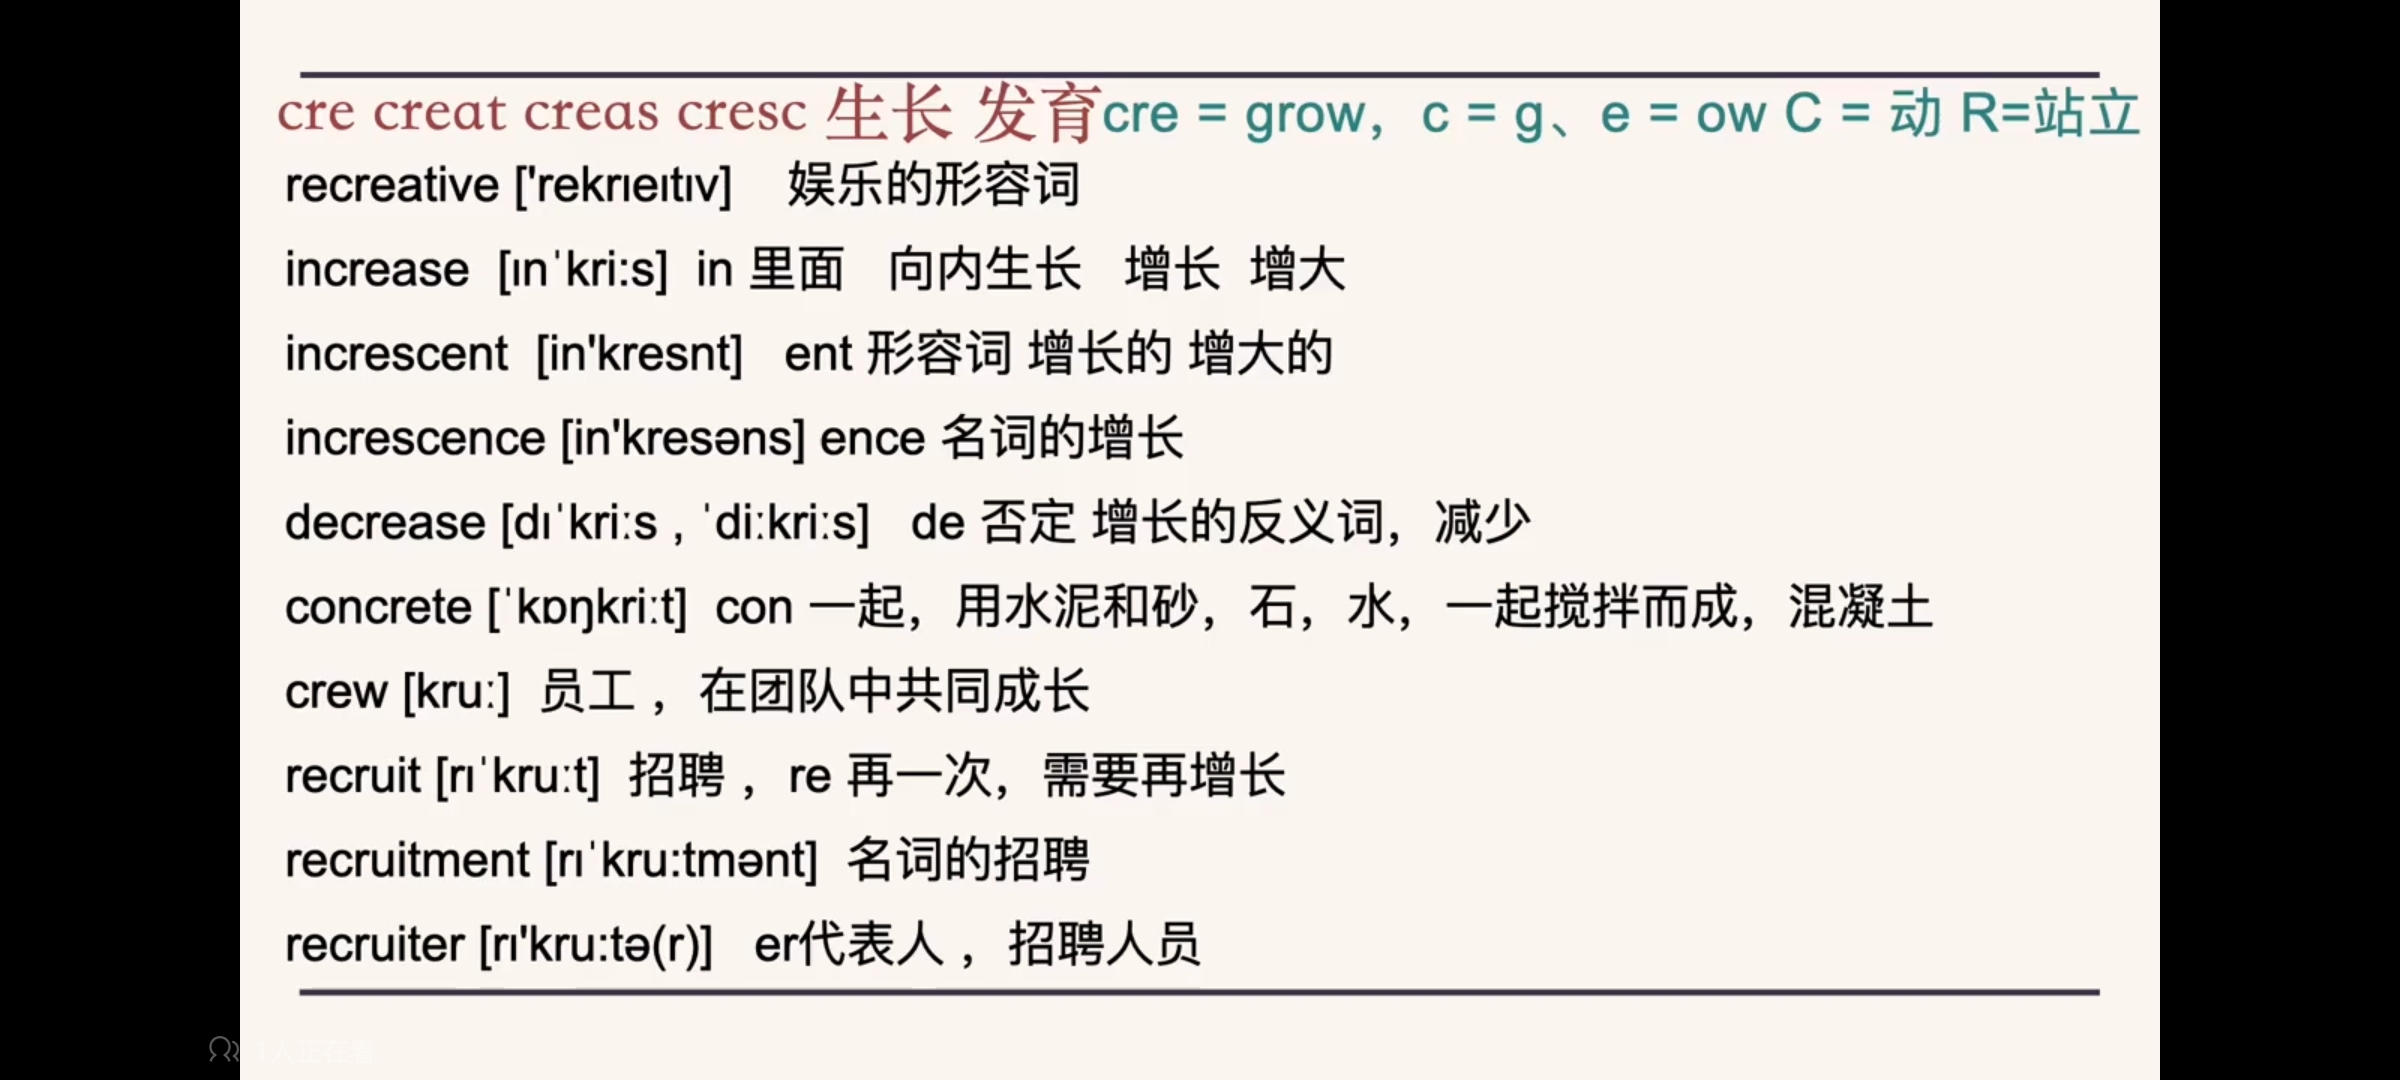 cre creat creas cresc 生长 发育cre = grow，c = g、e = ow C = 动 R=站立
recreative ['rekrɪeɪtɪv] 娱乐的形容词
increase [ɪnˈkri:s] in 里面 向内生长 增长 增大
increscent [in'kresnt] ent 形容词 增长的 增大的
increscence [in'kresəns] ence 名词的增长
decrease [dɪˈkriːs , ˈdiːkriːs] de 否定 增长的反义词，减少
concrete [ˈkɒŋkriːt] con 一起，用水泥和砂，石，水，一起搅拌而成，混凝土
crew [kruː] 员工 ，在团队中共同成长
recruit [rɪˈkruːt] 招聘 ，re 再一次，需要再增长
recruitment [rɪˈkru:tmənt] 名词的招聘
recruiter [rɪ'kru:tə(r)] er代表人 ，招聘人员
1人正在看